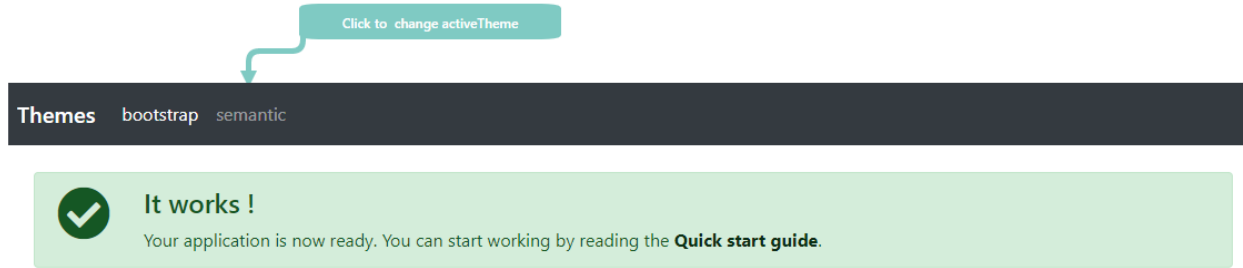 Click to change activeTheme
Themes bootstrap semantic
It works !
Your application is now ready. You can start working by reading the Quick start guide.